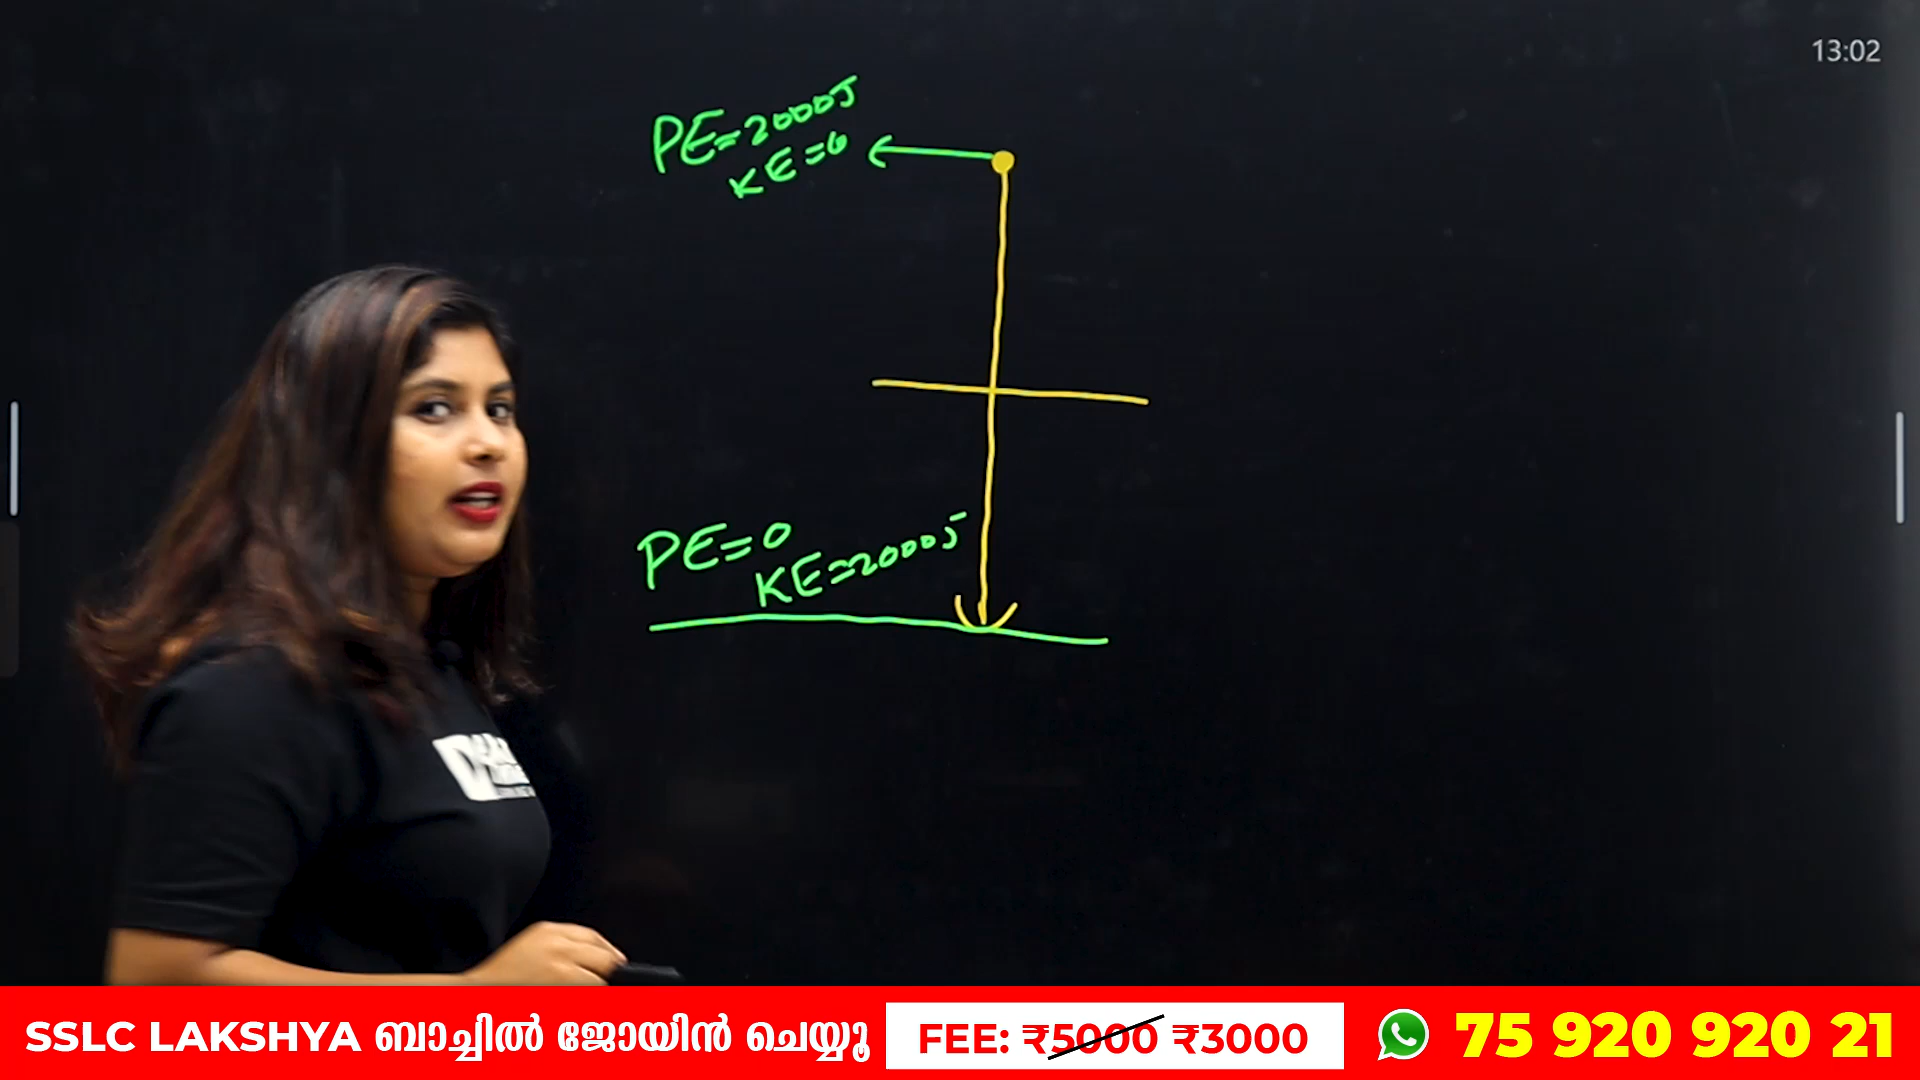 13:02
PE=2000J
KE=0
PE=0
KE=2000J
SSLC LAKSHYA ബാച്ചിൽ ജോയിൻ ചെയ്യൂ
FEE: ₹5000 ₹3000
75 920 920 21